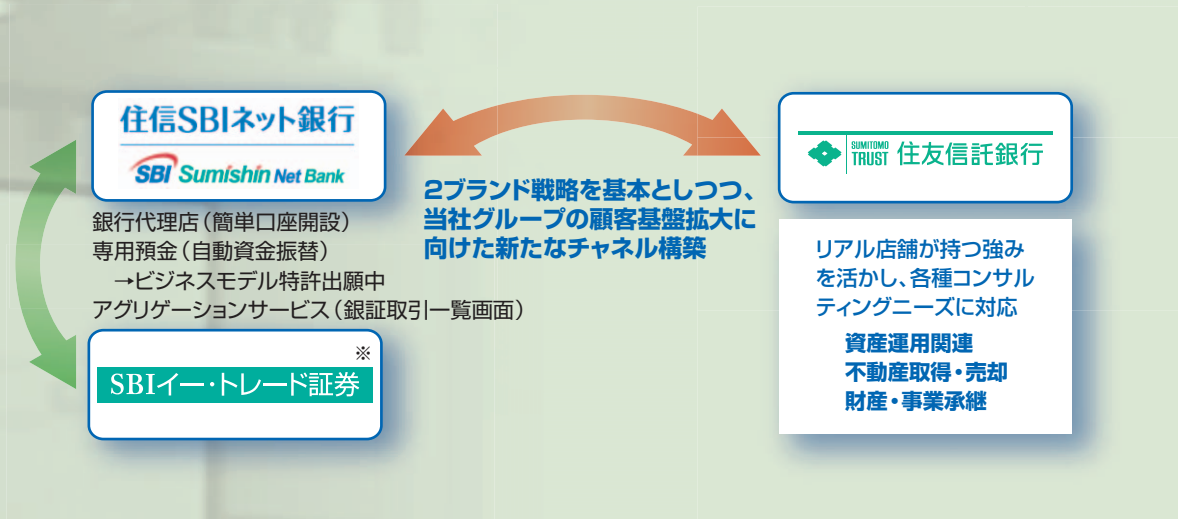 住信SBIネット銀行
SBI Sumishin Net Bank
銀行代理店（簡単口座開設）
専用預金（自動資金振替）
→ビジネスモデル特許出願中
アグリゲーションサービス（銀証取引一覧画面）
※
SBIイー・トレード証券
2ブランド戦略を基本としつつ、
当社グループの顧客基盤拡大に
向けた新たなチャネル構築
SUMITOMO
TRUST 住友信託銀行
リアル店舗が持つ強み
を活かし、各種コンサル
ティングニーズに対応
資産運用関連
不動産取得・売却
財産・事業承継